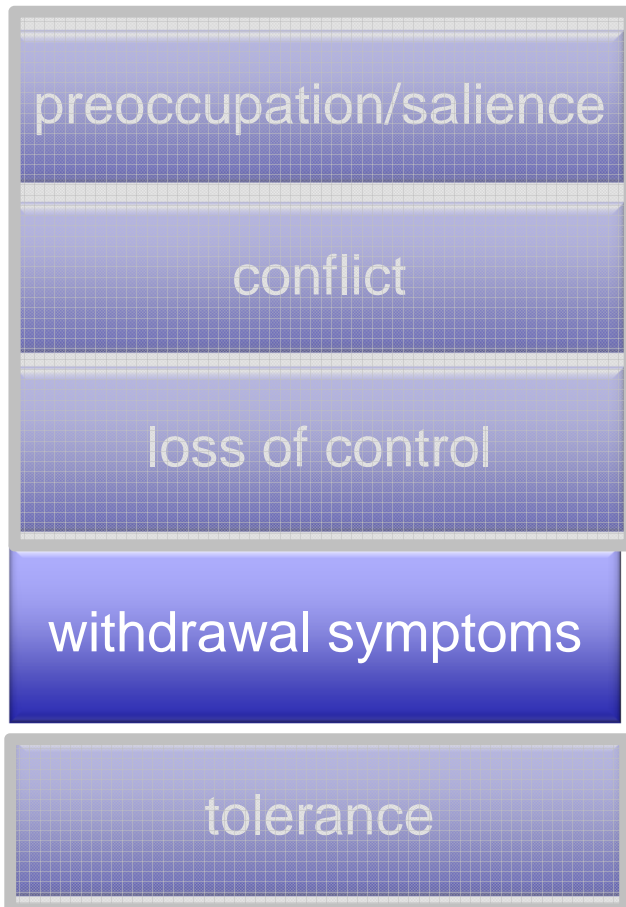 preoccupation/salience
conflict
loss of control
withdrawal symptoms
tolerance